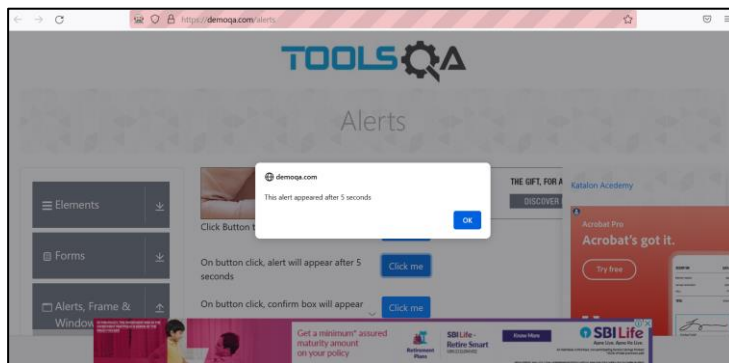 https://demoqa.com/alerts
TOOLSQA
Alerts
demoqa.com
This alert appeared after 5 seconds
OK
THE GIFT, FOR A
DISCOVER
Katalon Acedemy
Elements
Forms
Alerts, Frame &
Window
Click Button t
On button click, alert will appear after 5
seconds
Click me
On button click, confirm box will appear
Click me
Acrobat Pro
Acrobat's got it.
Try free
Get a minimum* assured
maturity amount
on your policy
Retirement
Plans
SBI Life -
Retire Smart
Know More
SBI Life